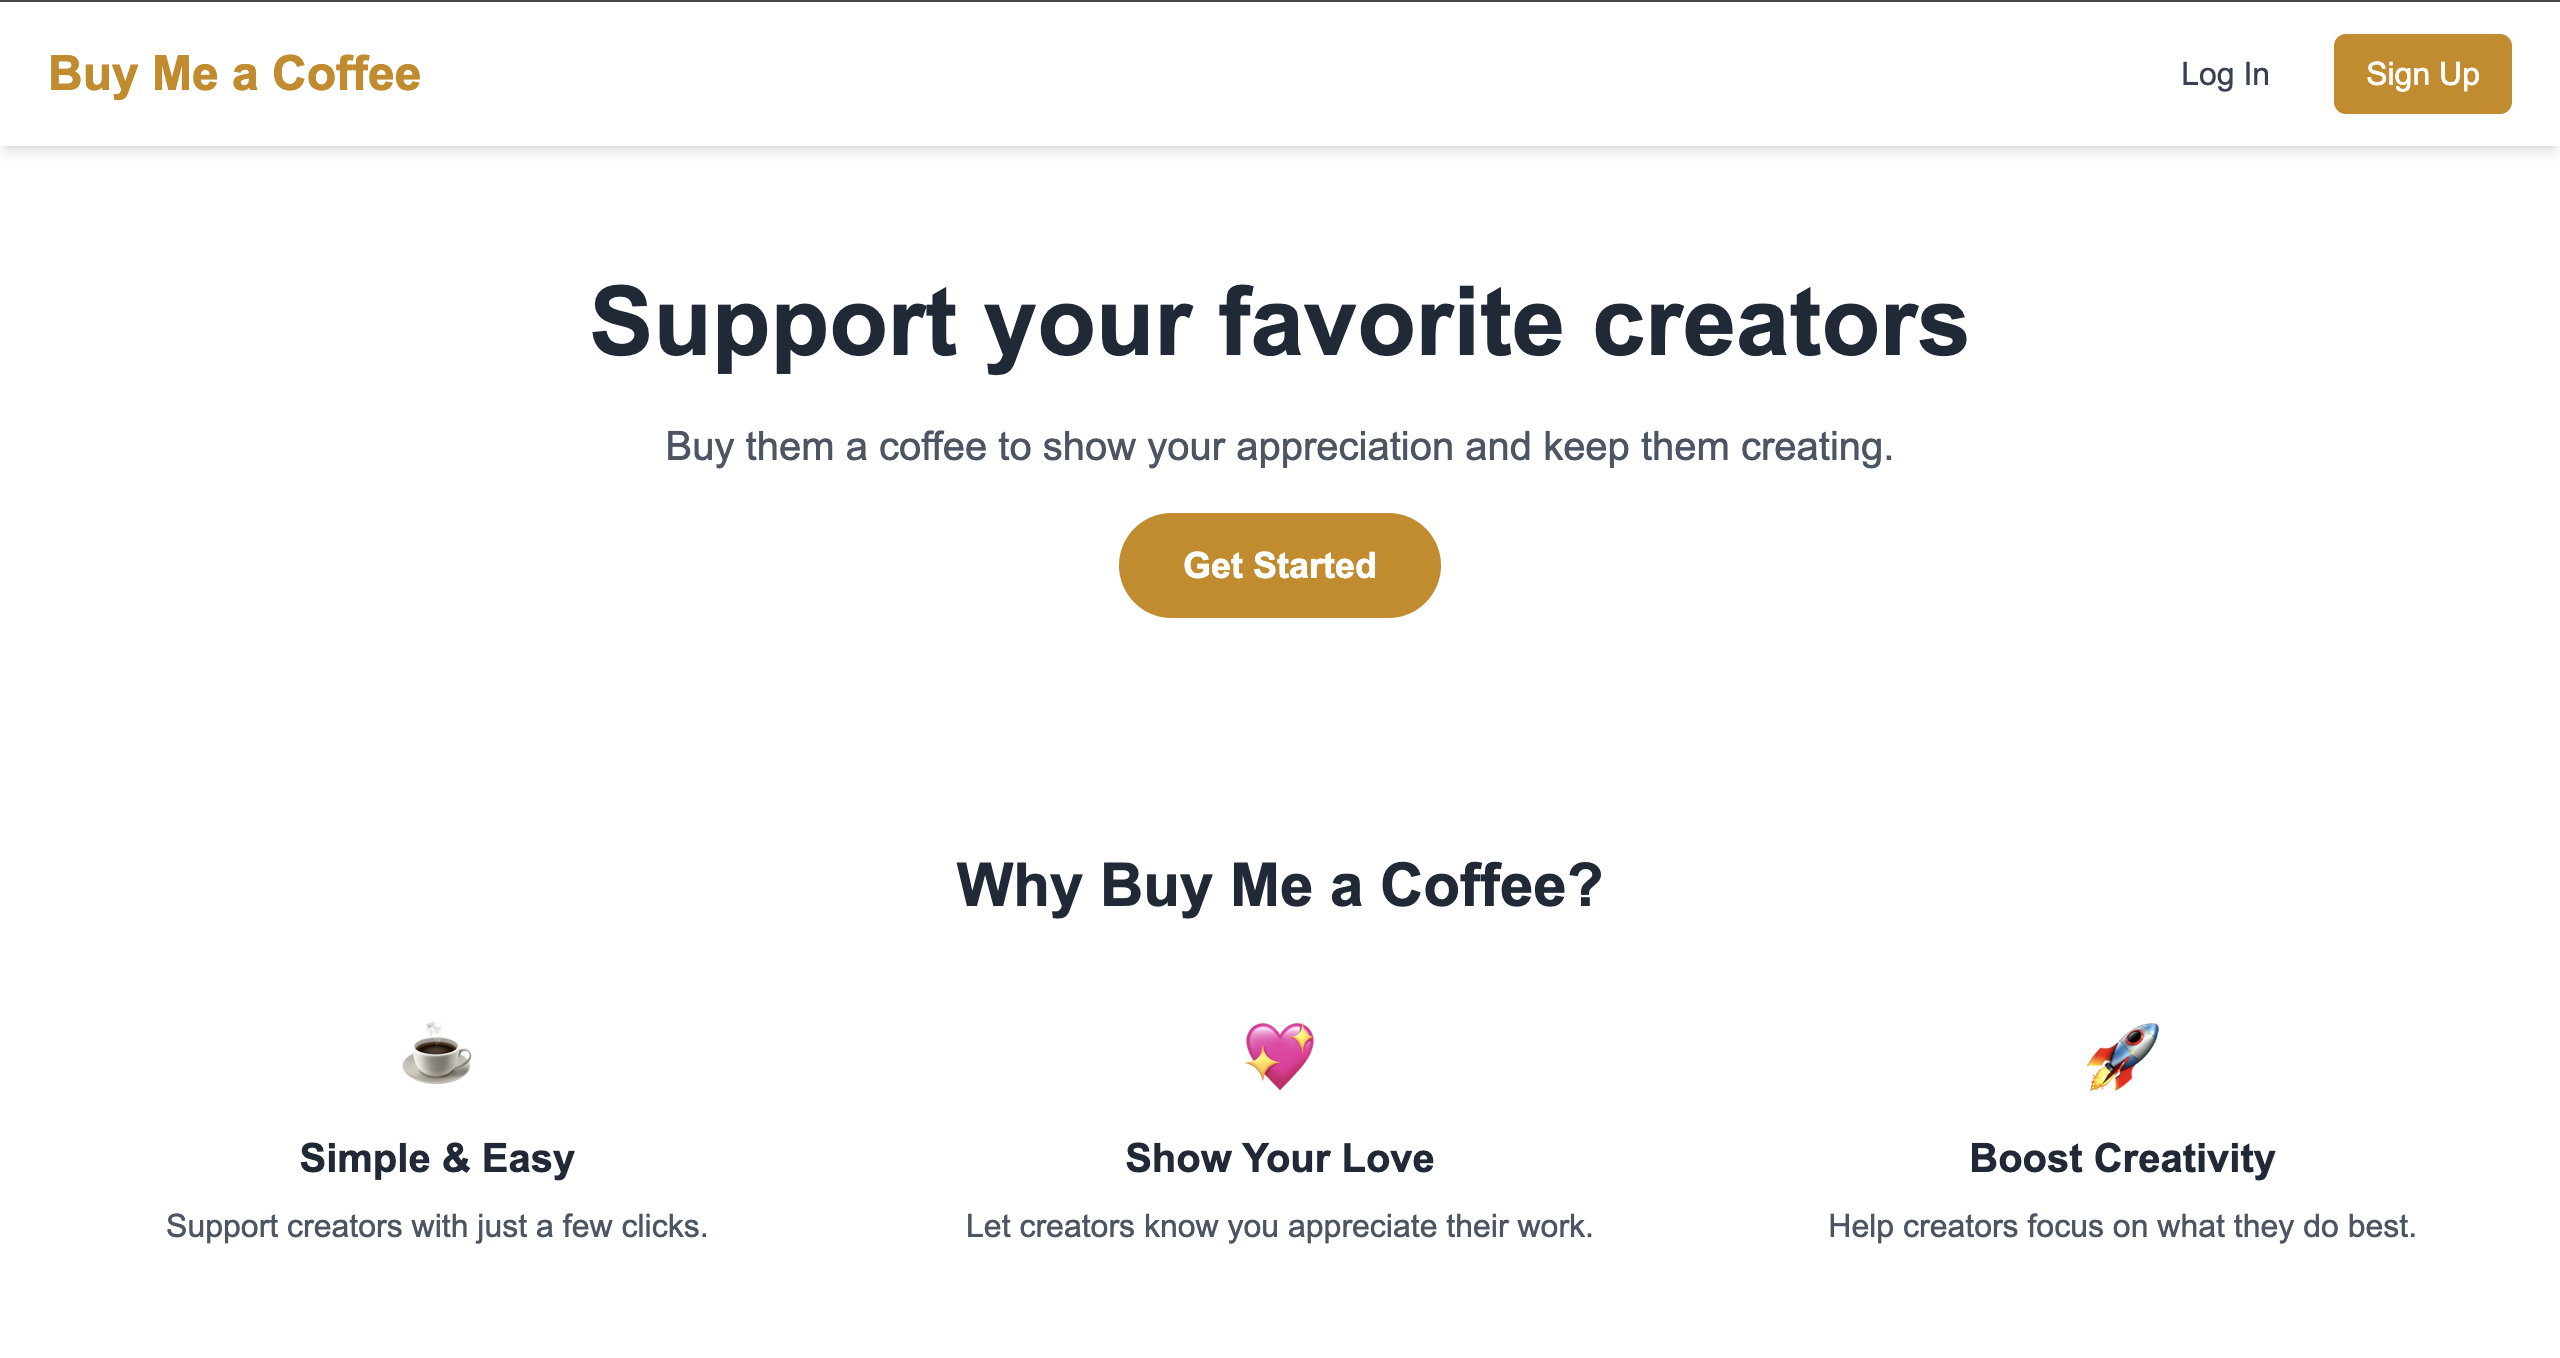 Buy Me a Coffee
Log In
Sign Up
Support your favorite creators
Buy them a coffee to show your appreciation and keep them creating.
Get Started
Why Buy Me a Coffee?
Simple & Easy
Support creators with just a few clicks.
Show Your Love
Let creators know you appreciate their work.
Boost Creativity
Help creators focus on what they do best.